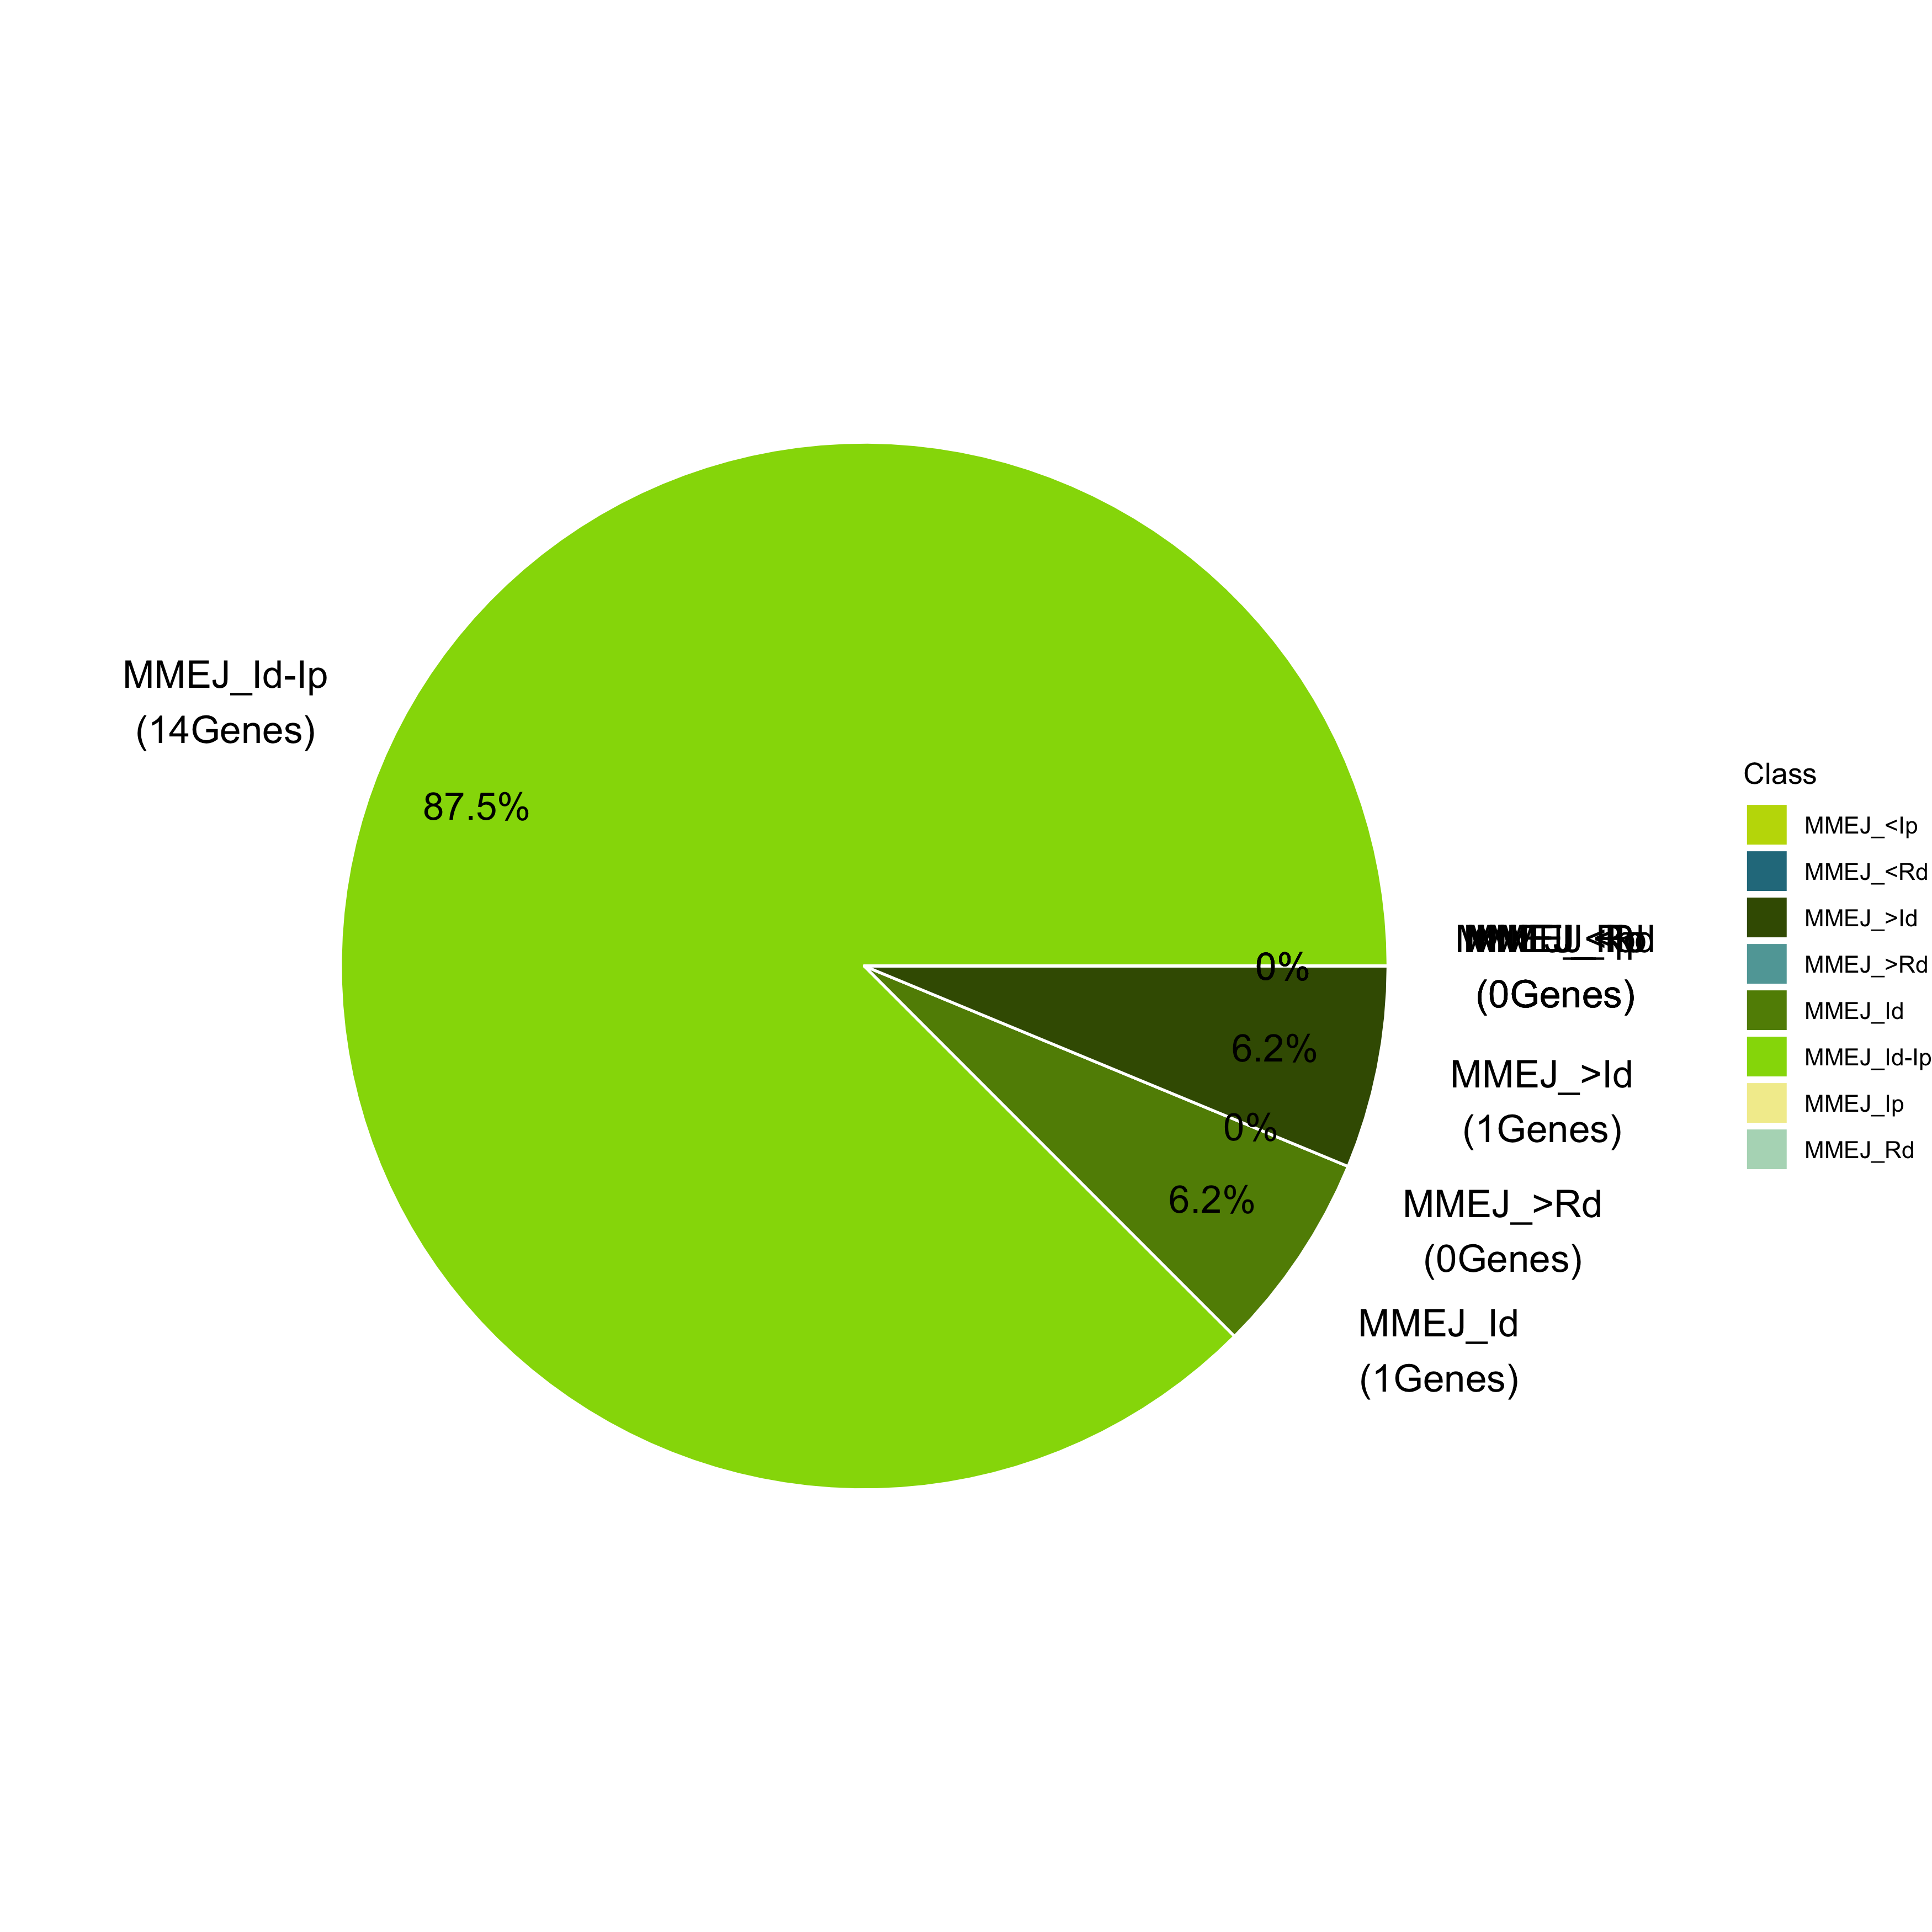 MMEJ_Id-Ip
(14Genes)
87.5%
0%
(0Genes)
6.2%
MMEJ_>Id
(1Genes)
0%
MMEJ_>Rd
(0Genes)
6.2%
MMEJ_Id
(1Genes)
Class
MMEJ_<Ip
MMEJ_<Rd
MMEJ_>Id
MMEJ_>Rd
MMEJ_Id
MMEJ_Id-Ip
MMEJ_Ip
MMEJ_Rd